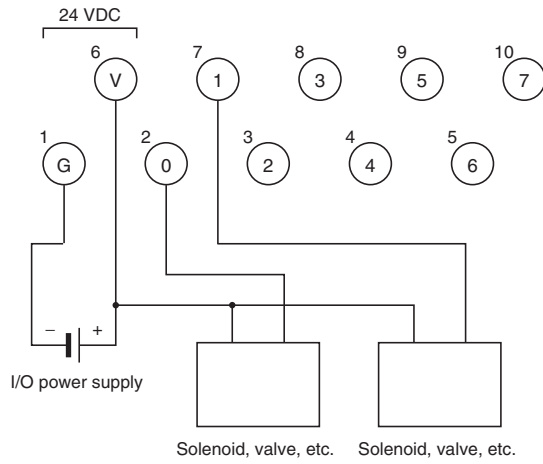 24 VDC
6 7 8 9 10
V 1 3 5 7
1 2 3 4 5
G 0 2 4 6
− +
I/O power supply
Solenoid, valve, etc. Solenoid, valve, etc.